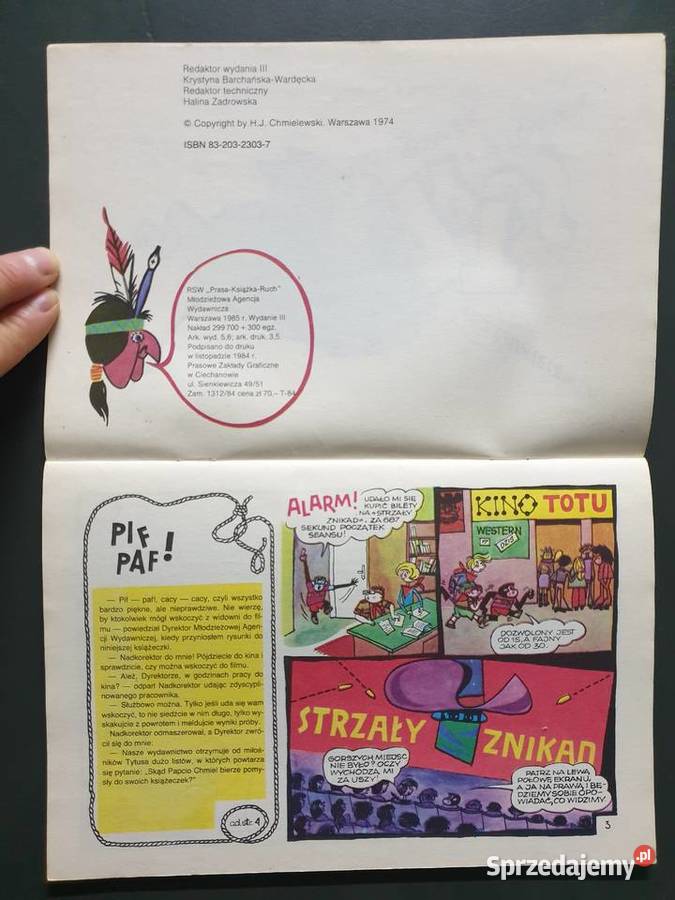 Redaktor wydania III
Krystyna Barchańska-Wardęcka
Redaktor techniczny
Halina Zadrowska
© Copyright by H.J. Chmielewski. Warszawa 1974
ISBN 83-203-2303-7
RSW „Prasa-Książka-Ruch”
Młodzieżowa Agencja
Wydawnicza
Warszawa 1985 r. Wydanie III
Nakład 299 700 + 300 egz.
Ark. wyd. 5,6; ark. druk. 3,5.
Podpisano do druku
w listopadzie 1984 r.
Prasowe Zakłady Graficzne
w Ciechanowie
ul. Sienkiewicza 49/51
Zam. 1312/84 cena zł 70.– T-84
PIF
PAF!
— Pif — paf!, cacy — cacy, czyli wszystko
bardzo piękne, ale nieprawdziwe. Nie wierzę,
by ktokolwiek mógł wskoczyć z widowni do fil-
mu — powiedział Dyrektor Młodzieżowej Agen-
cji Wydawniczej, kiedy przyniosłem rysunki do
niniejszej książeczki.
— Nadkorektor do mnie! Pójdziecie do kina i
sprawdzicie, czy można wskoczyć do filmu.
— Ależ, Dyrektorze, w godzinach pracy do
kina? — odparł Nadkorektor udając zdyscypli-
nowanego pracownika.
— Służbowo można. Tylko jeśli uda się wam
wskoczyć, to nie siedźcie w nim długo, tylko wy-
skakujcie z powrotem i meldujcie wyniki próby.
Nadkorektor odmaszerował, a Dyrektor zwró-
cił się do mnie:
— Nasze wydawnictwo otrzymuje od miłoś-
ników Tytusa dużo listów, w których powtarza
się pytanie: „Skąd Papcio Chmiel bierze pomy-
sły do swoich książeczek?”
cd. str. 4
ALARM!
UDAŁO MI SIĘ
KUPIĆ BILETY
NA «STRZAŁY
ZNIKĄD». ZA 687
SEKUND POCZĄTEK
SEANSU!
KINO TOTU
WESTERN
DOZWOLONY JEST
OD 15, A FAJNY
JAK OD 30.
STRZAŁY
ZNIKĄD
GORSZYCH MIEJSC
NIE BYŁO? OCZY
WYCHODZĄ MI
ZA USZY!
PATRZ NA LEWĄ
POŁOWĘ EKRANU,
A JA NA PRAWĄ I BĘ-
DZIEMY SOBIE OPO-
WIADAĆ, CO WIDZIMY
3
Sprzedajemy.pl